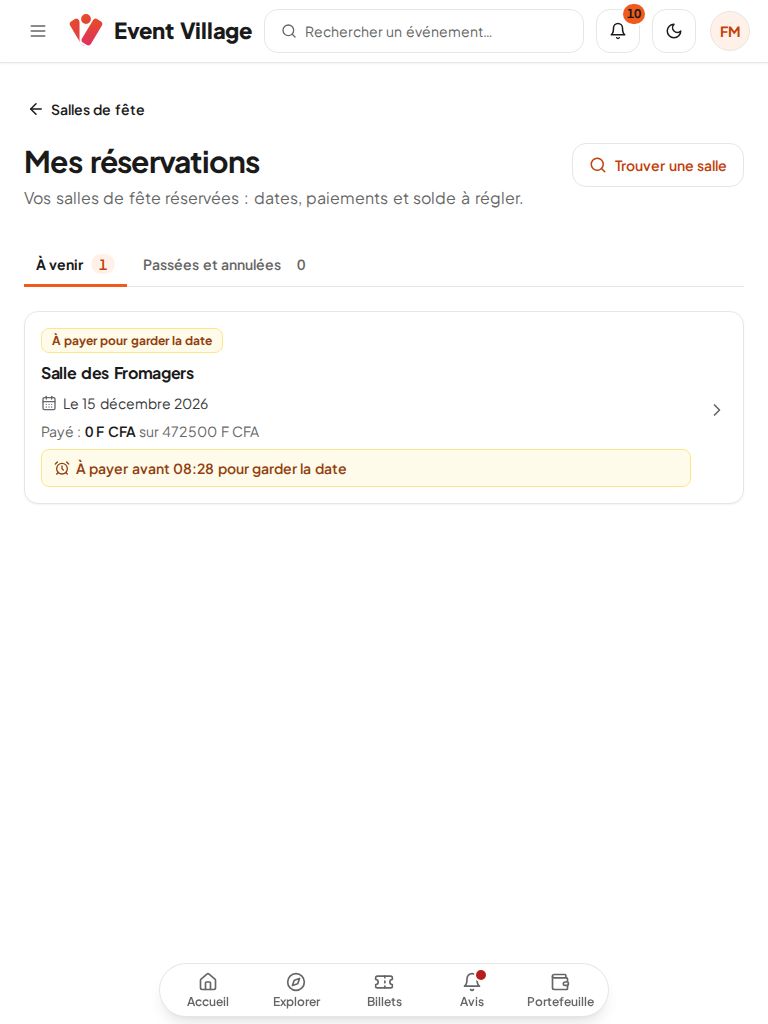 Event Village
Rechercher un événement...
10
FM
Salles de fête
Mes réservations
Trouver une salle
Vos salles de fête réservées : dates, paiements et solde à régler.
À venir 1
Passées et annulées 0
À payer pour garder la date
Salle des Fromagers
Le 15 décembre 2026
Payé : 0 F CFA sur 472500 F CFA
À payer avant 08:28 pour garder la date
Accueil
Explorer
Billets
Avis
Portefeuille